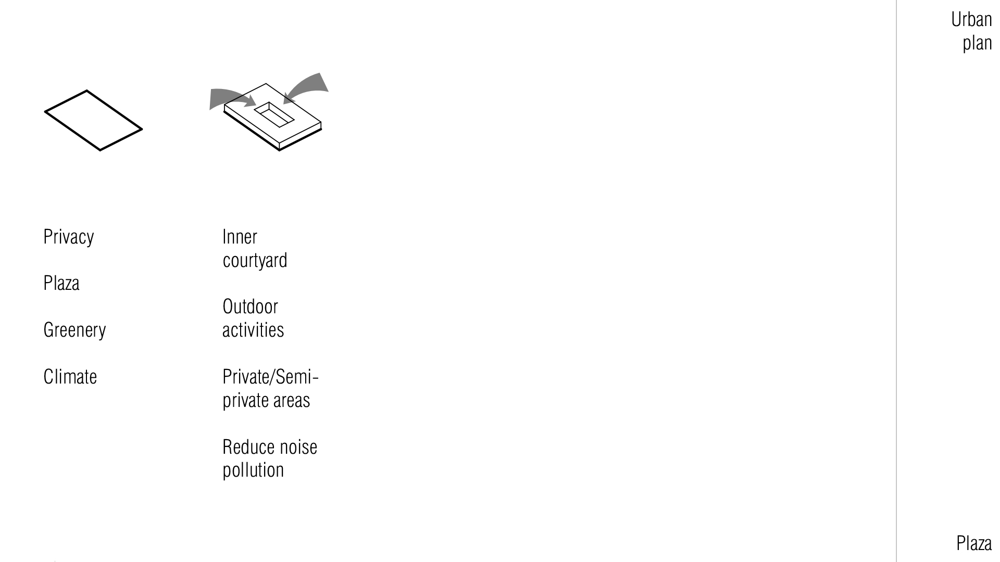 Urban
plan
Privacy
Plaza
Greenery
Climate
Inner
courtyard
Outdoor
activities
Private/Semi-
private areas
Reduce noise
pollution
Plaza